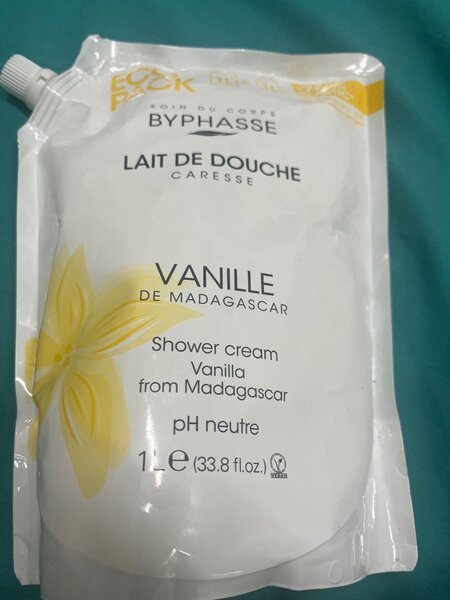 ECO
PACK
SOIN DU CORPS
BYPHASSE
LAIT DE DOUCHE
CARESSE
VANILLE
DE MADAGASCAR
Shower cream
Vanilla
from Madagascar
pH neutre
1 L e (33.8 fl.oz.)
VEGAN